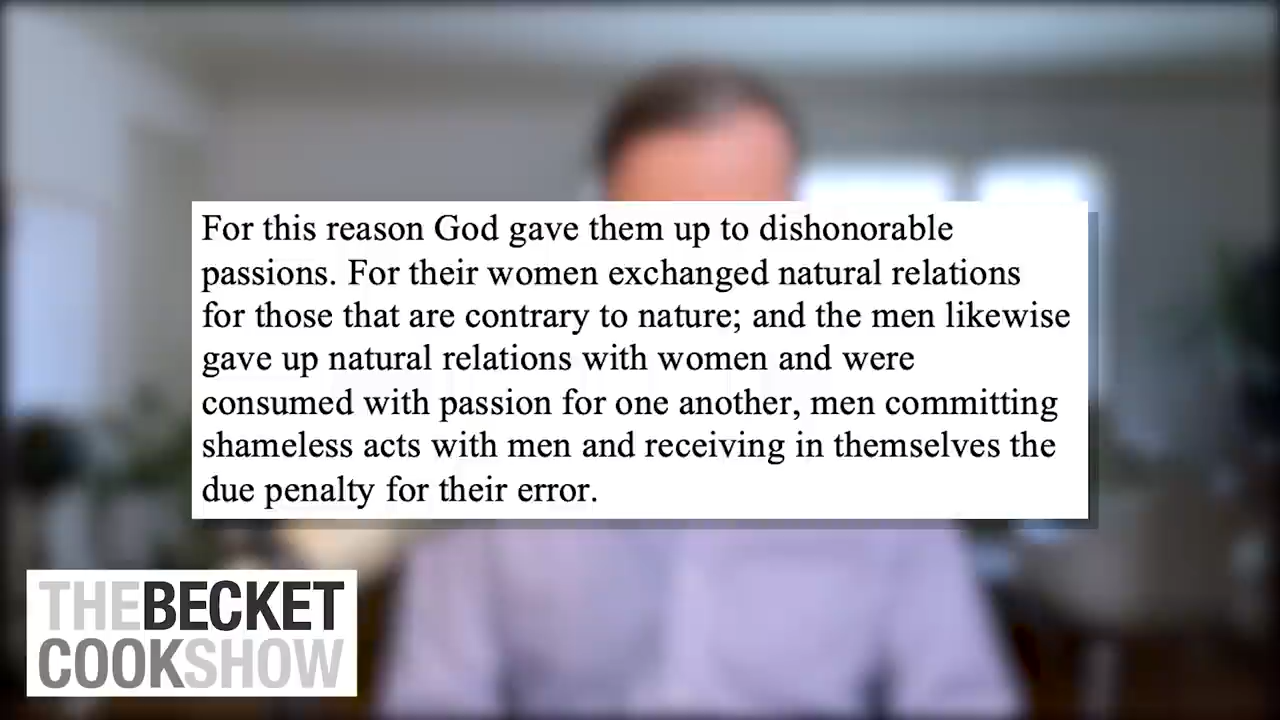 For this reason God gave them up to dishonorable
passions. For their women exchanged natural relations
for those that are contrary to nature; and the men likewise
gave up natural relations with women and were
consumed with passion for one another, men committing
shameless acts with men and receiving in themselves the
due penalty for their error.
THEBECKET
COOKSHOW